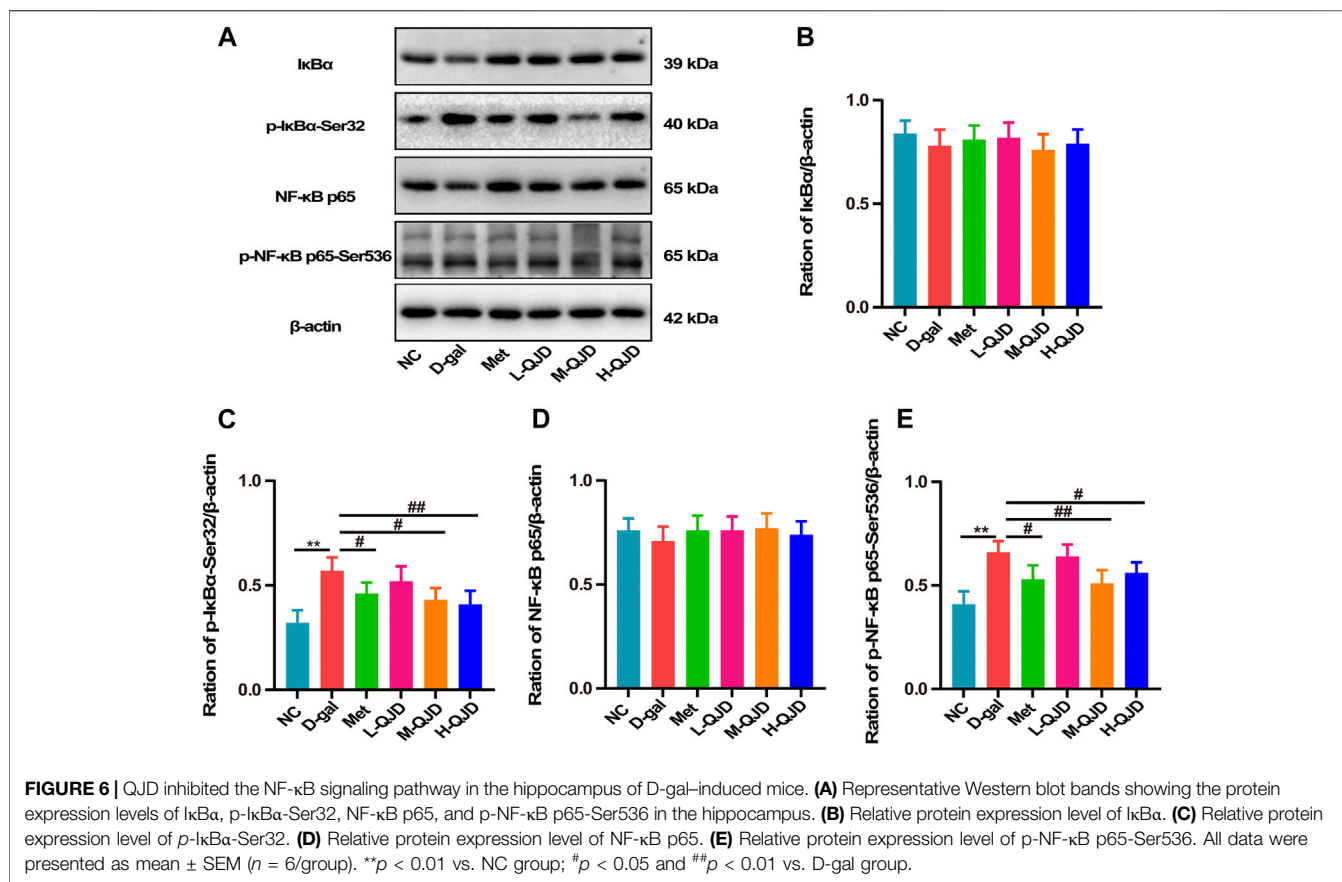 A
IκBα
39 kDa
p-IκBα-Ser32
40 kDa
NF-κB p65
65 kDa
p-NF-κB p65-Ser536
65 kDa
β-actin
42 kDa
NC
D-gal
Met
L-QJD
M-QJD
H-QJD
B
Ration of IκBα/β-actin
1.0
0.5
0.0
NC
D-gal
Met
L-QJD
M-QJD
H-QJD
C
Ration of p-IκBα-Ser32/β-actin
1.0
0.5
0.0
##
#
**
#
NC
D-gal
Met
L-QJD
M-QJD
H-QJD
D
Ration of NF-κB p65/β-actin
1.0
0.5
0.0
NC
D-gal
Met
L-QJD
M-QJD
H-QJD
E
Ration of p-NF-κB p65-Ser536/β-actin
1.0
0.5
0.0
#
##
**
#
NC
D-gal
Met
L-QJD
M-QJD
H-QJD
FIGURE 6 | QJD inhibited the NF-κB signaling pathway in the hippocampus of D-gal–induced mice. (A) Representative Western blot bands showing the protein
expression levels of IκBα, p-IκBα-Ser32, NF-κB p65, and p-NF-κB p65-Ser536 in the hippocampus. (B) Relative protein expression level of IκBα. (C) Relative protein
expression level of p-IκBα-Ser32. (D) Relative protein expression level of NF-κB p65. (E) Relative protein expression level of p-NF-κB p65-Ser536. All data were
presented as mean ± SEM (n = 6/group). **p < 0.01 vs. NC group; #p < 0.05 and ##p < 0.01 vs. D-gal group.